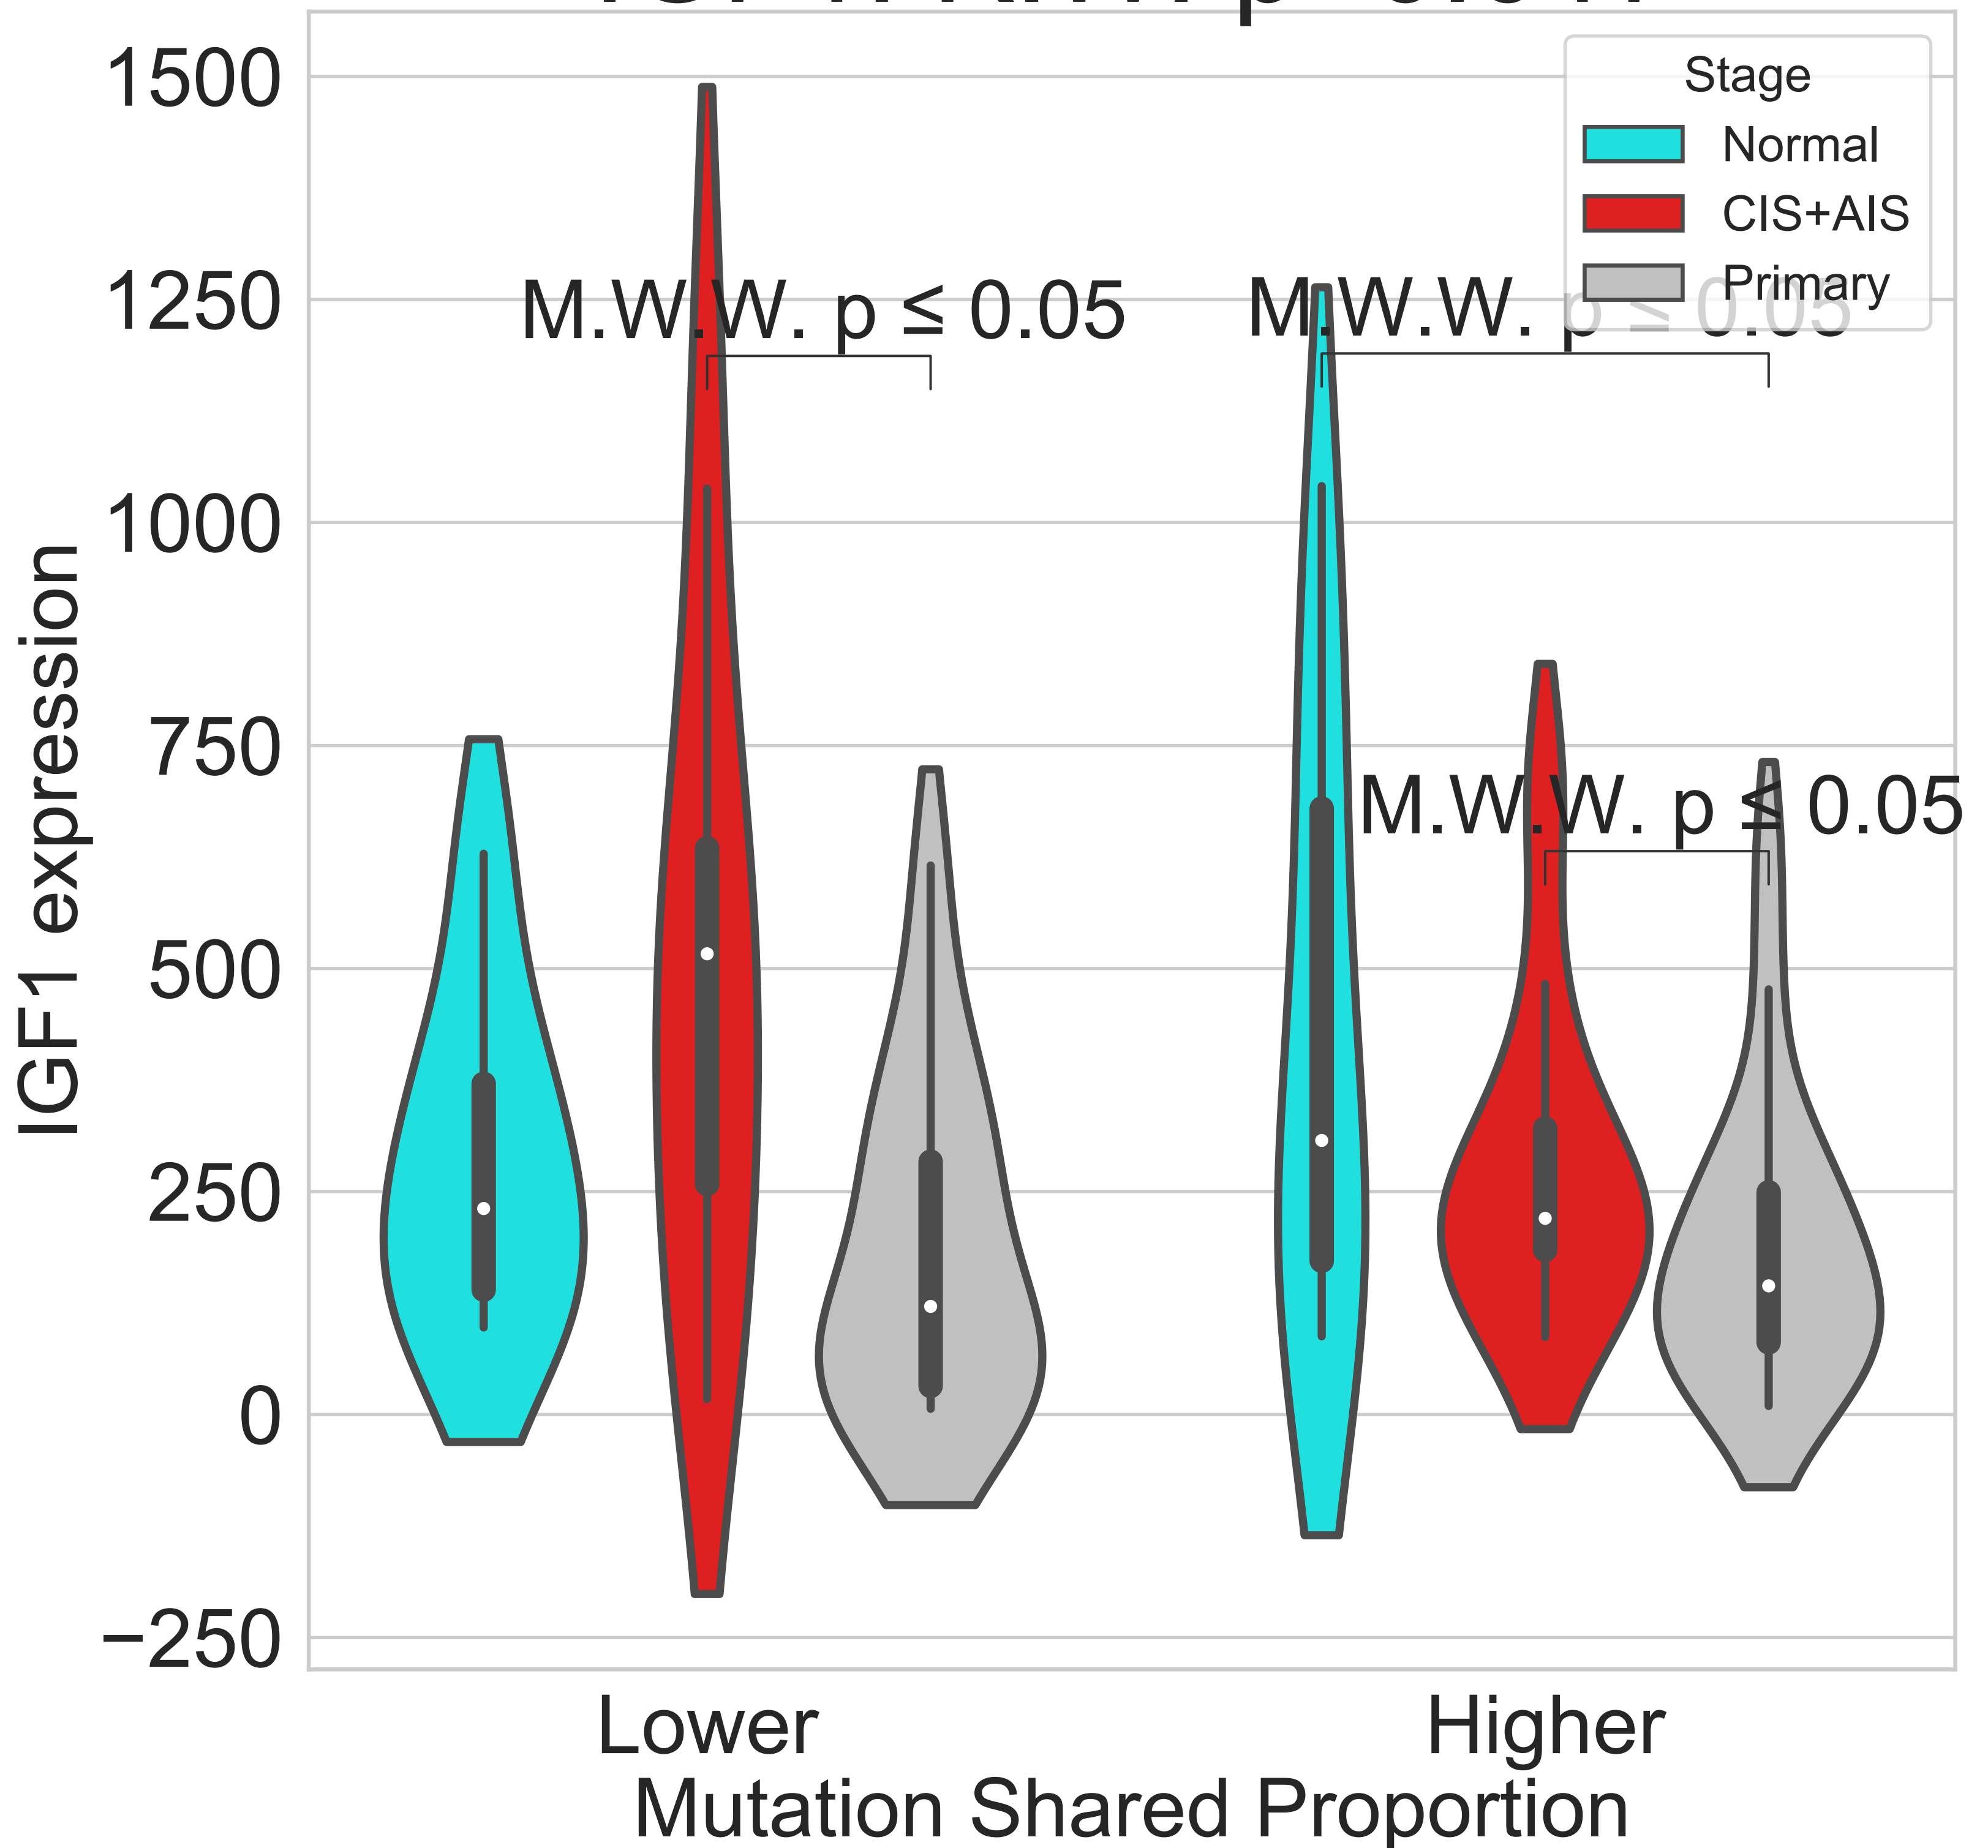 Stage
Normal
CIS+AIS
Primary
M.W.W. p ≤ 0.05
M.W.W. p ≤ 0.05
M.W.W. p ≤ 0.05
1500
1250
1000
750
500
250
0
−250
IGF1 expression
Lower
Higher
Mutation Shared Proportion